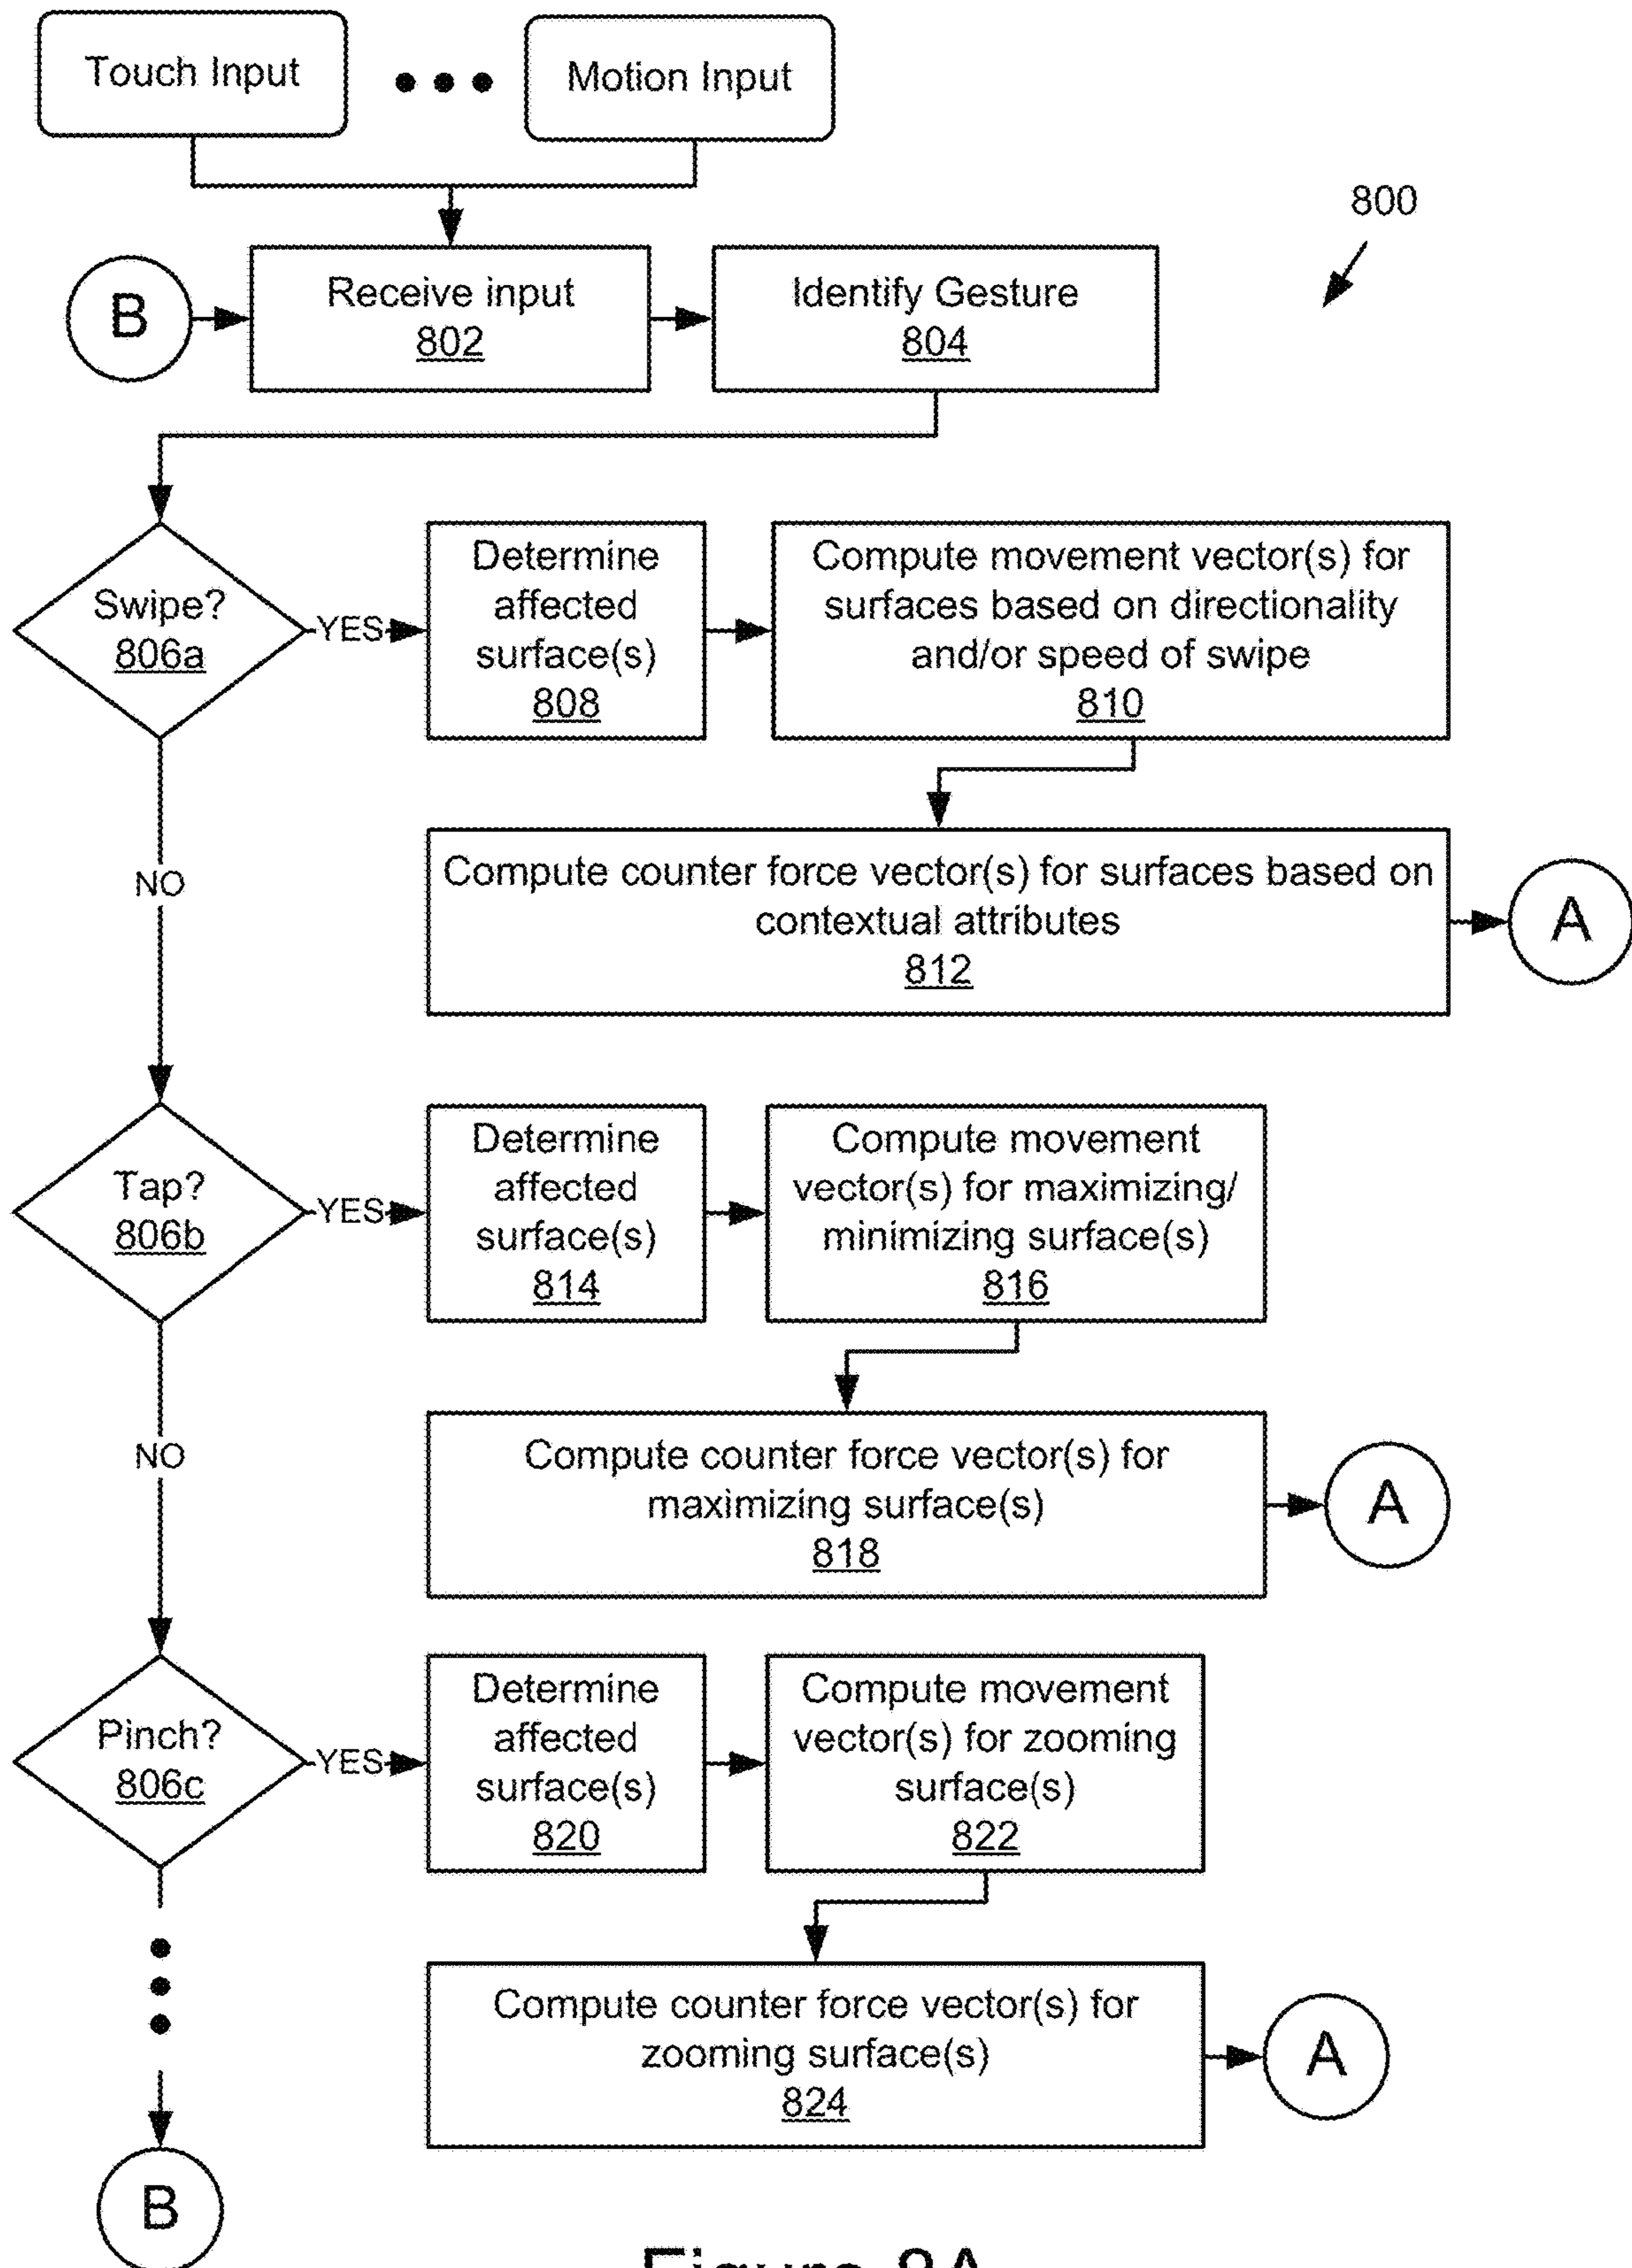 Touch Input
Motion Input
800
B
Receive input
802
Identify Gesture
804
Swipe?
806a
YES
Determine
affected
surface(s)
808
Compute movement vector(s) for
surfaces based on directionality
and/or speed of swipe
810
NO
Compute counter force vector(s) for surfaces based on
contextual attributes
812
A
Tap?
806b
YES
Determine
affected
surface(s)
814
Compute movement
vector(s) for maximizing/
minimizing surface(s)
816
NO
Compute counter force vector(s) for
maximizing surface(s)
818
A
Pinch?
806c
YES
Determine
affected
surface(s)
820
Compute movement
vector(s) for zooming
surface(s)
822
Compute counter force vector(s) for
zooming surface(s)
824
A
B
Figure 8A